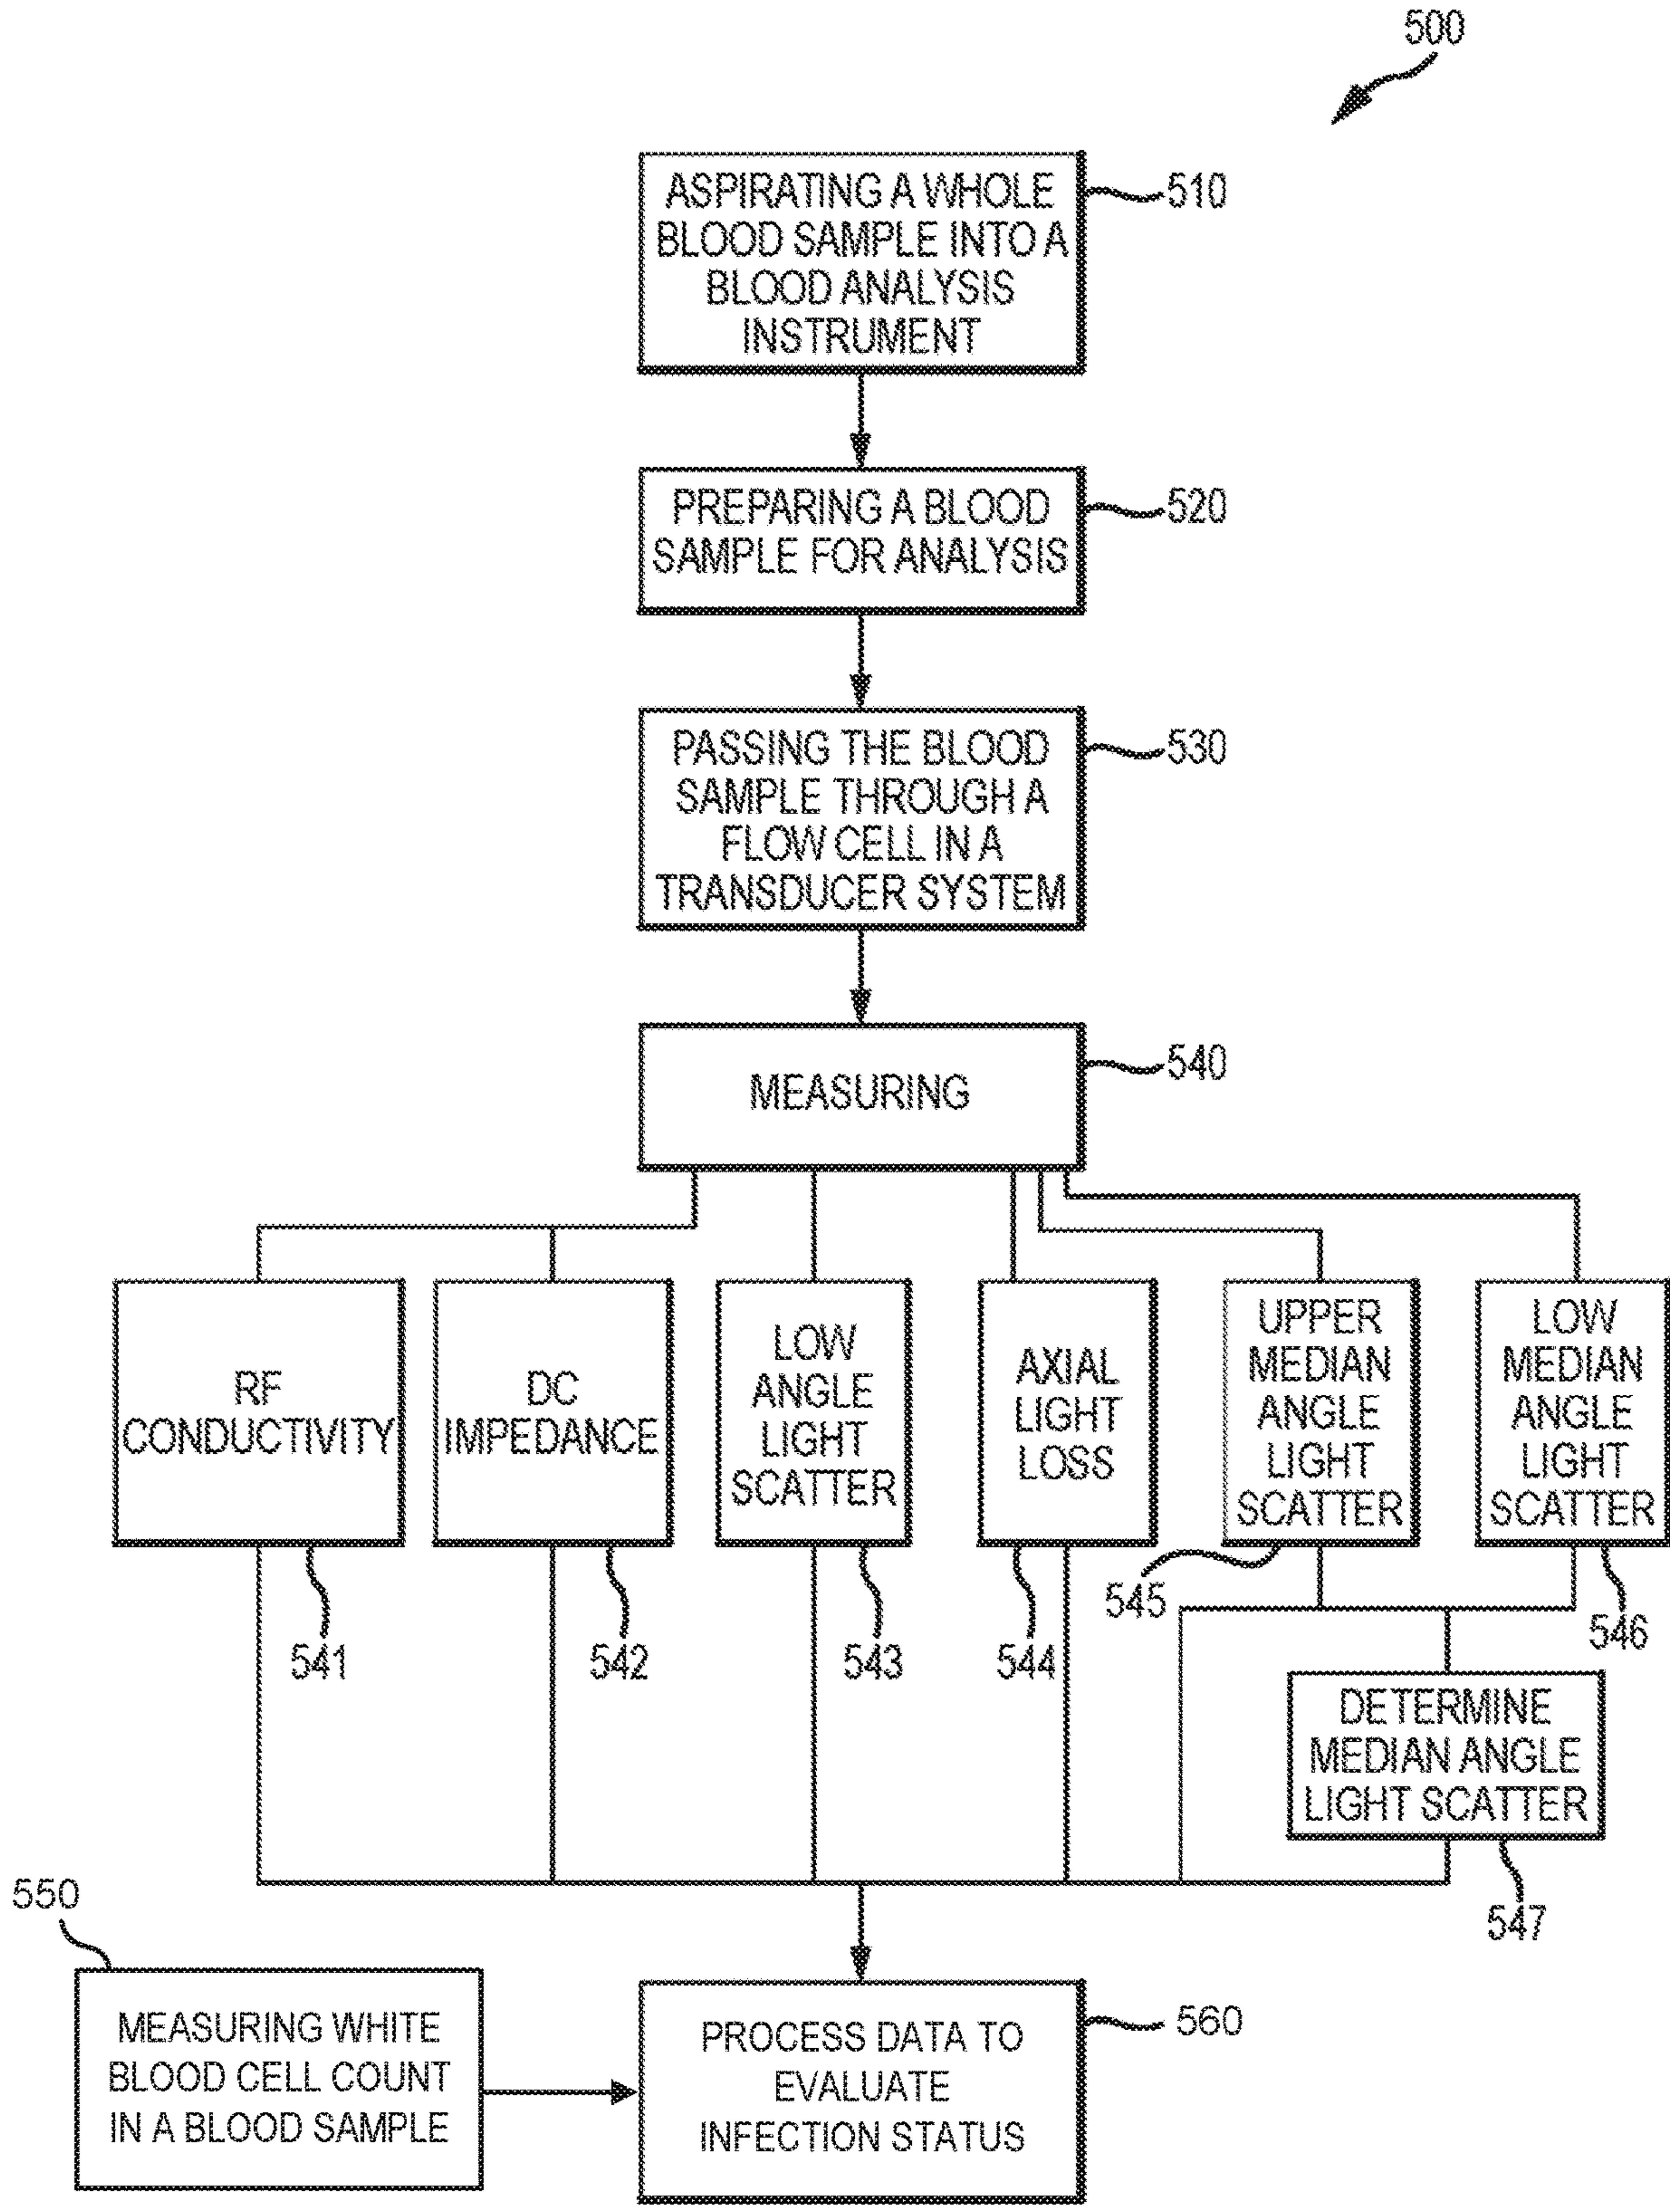 500
ASPIRATING A WHOLE
BLOOD SAMPLE INTO A
BLOOD ANALYSIS
INSTRUMENT
510
PREPARING A BLOOD
SAMPLE FOR ANALYSIS
520
PASSING THE BLOOD
SAMPLE THROUGH A
FLOW CELL IN A
TRANSDUCER SYSTEM
530
MEASURING
540
RF
CONDUCTIVITY
541
DC
IMPEDANCE
542
LOW
ANGLE
LIGHT
SCATTER
543
AXIAL
LIGHT
LOSS
544
UPPER
MEDIAN
ANGLE
LIGHT
SCATTER
545
LOW
MEDIAN
ANGLE
LIGHT
SCATTER
546
DETERMINE
MEDIAN ANGLE
LIGHT SCATTER
547
550
MEASURING WHITE
BLOOD CELL COUNT
IN A BLOOD SAMPLE
PROCESS DATA TO
EVALUATE
INFECTION STATUS
560